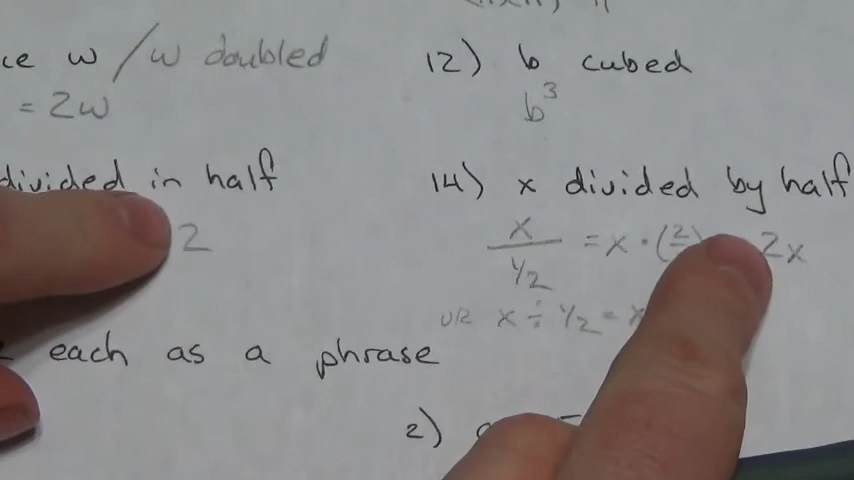 w / w doubled
= 2w
divided in half
2
12) b cubed
b³
14) x divided by half
x/(1/2) = x · (2/ 2x
or x ÷ 1/2 = x
each as a phrase
2)